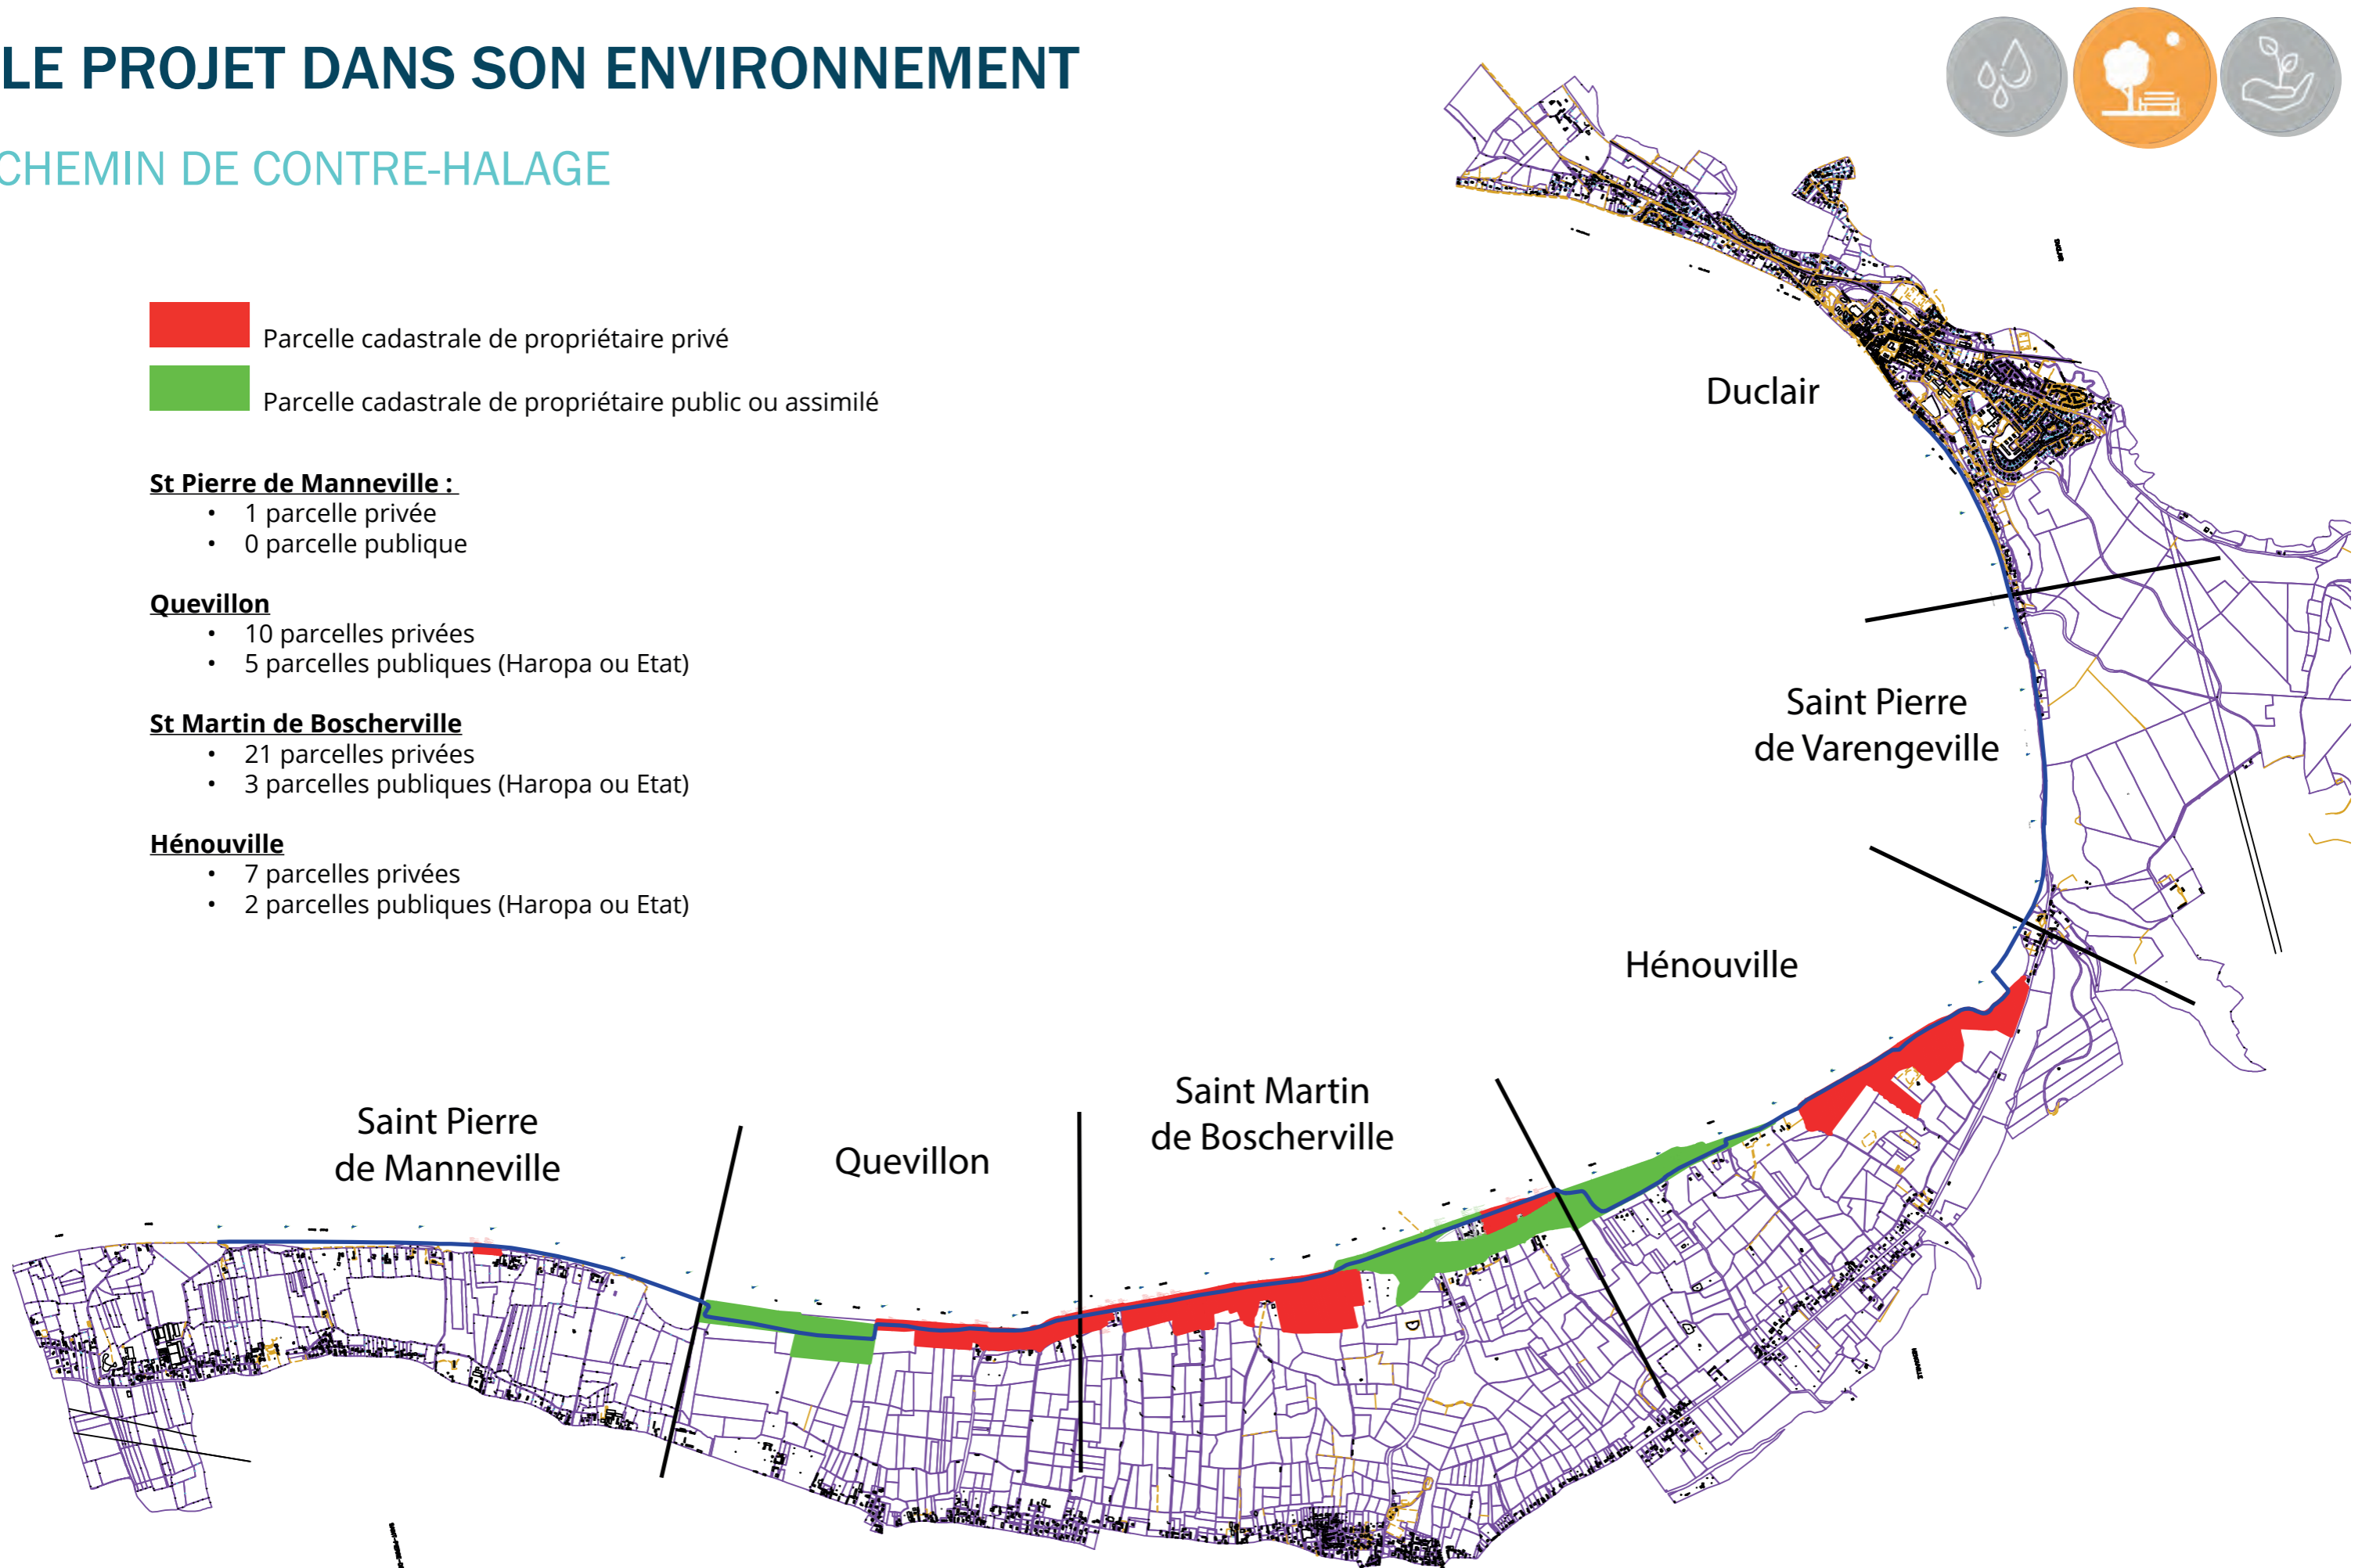 LE PROJET DANS SON ENVIRONNEMENT
CHEMIN DE CONTRE-HALAGE
Parcelle cadastrale de propriétaire privé
Parcelle cadastrale de propriétaire public ou assimilé
St Pierre de Manneville :
• 1 parcelle privée
• 0 parcelle publique
Quevillon
• 10 parcelles privées
• 5 parcelles publiques (Haropa ou Etat)
St Martin de Boscherville
• 21 parcelles privées
• 3 parcelles publiques (Haropa ou Etat)
Hénouville
• 7 parcelles privées
• 2 parcelles publiques (Haropa ou Etat)
Duclair
Saint Pierre
de Varengeville
Hénouville
Saint Martin
de Boscherville
Quevillon
Saint Pierre
de Manneville